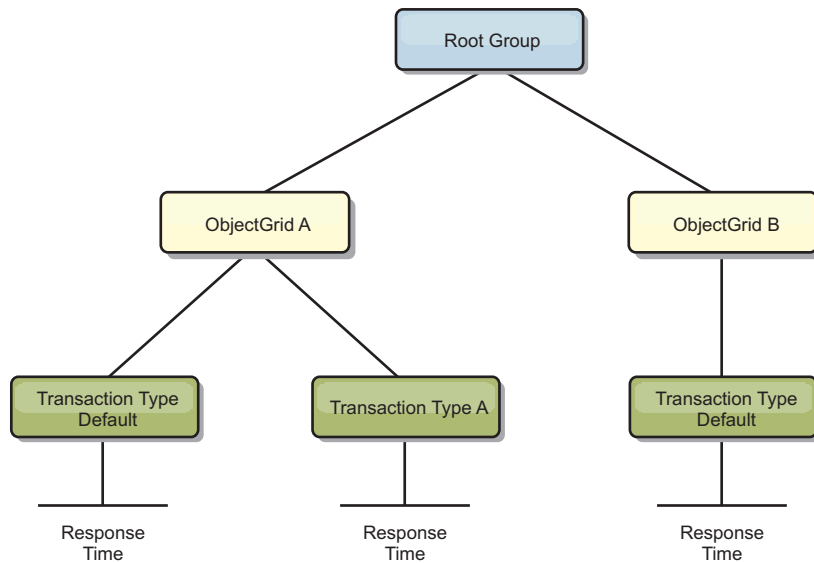 Root Group
ObjectGrid A
ObjectGrid B
Transaction Type
Default
Transaction Type A
Transaction Type
Default
Response
Time
Response
Time
Response
Time